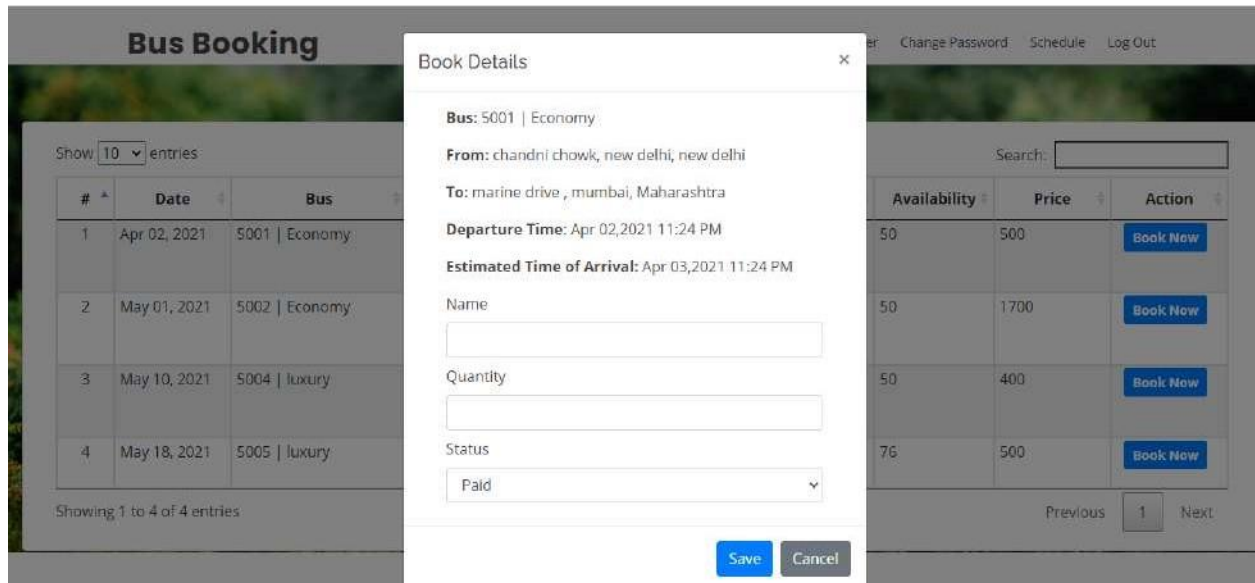 Bus Booking
er Change Password Schedule Log Out
Book Details ×
Bus: 5001 | Economy
From: chandni chowk, new delhi, new delhi
To: marine drive , mumbai, Maharashtra
Departure Time: Apr 02,2021 11:24 PM
Estimated Time of Arrival: Apr 03,2021 11:24 PM
Name
Quantity
Status
Paid
Save Cancel
Show 10 entries
Search:
# Date Bus Availability Price Action
1 Apr 02, 2021 5001 | Economy 50 500 Book Now
2 May 01, 2021 5002 | Economy 50 1700 Book Now
3 May 10, 2021 5004 | luxury 50 400 Book Now
4 May 18, 2021 5005 | luxury 76 500 Book Now
Showing 1 to 4 of 4 entries
Previous 1 Next